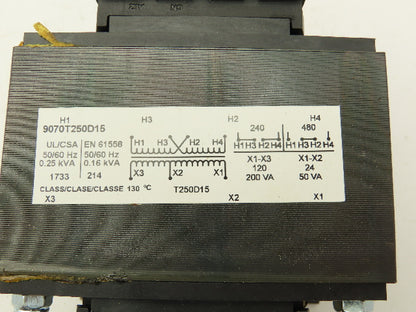 H1 H3 H2 H4
9070T250D15
UL/CSA EN 61558
50/60 Hz 50/60 Hz
0.25 kVA 0.16 kVA
1733 214
CLASS/CLASE/CLASSE 130 °C
H1 H3 H2 H4
X3 X2 X1
T250D15
240 480
H1 H3 H2 H4 H1 H3 H2 H4
X1-X3 X1-X2
120 24
200 VA 50 VA
X3 X2 X1